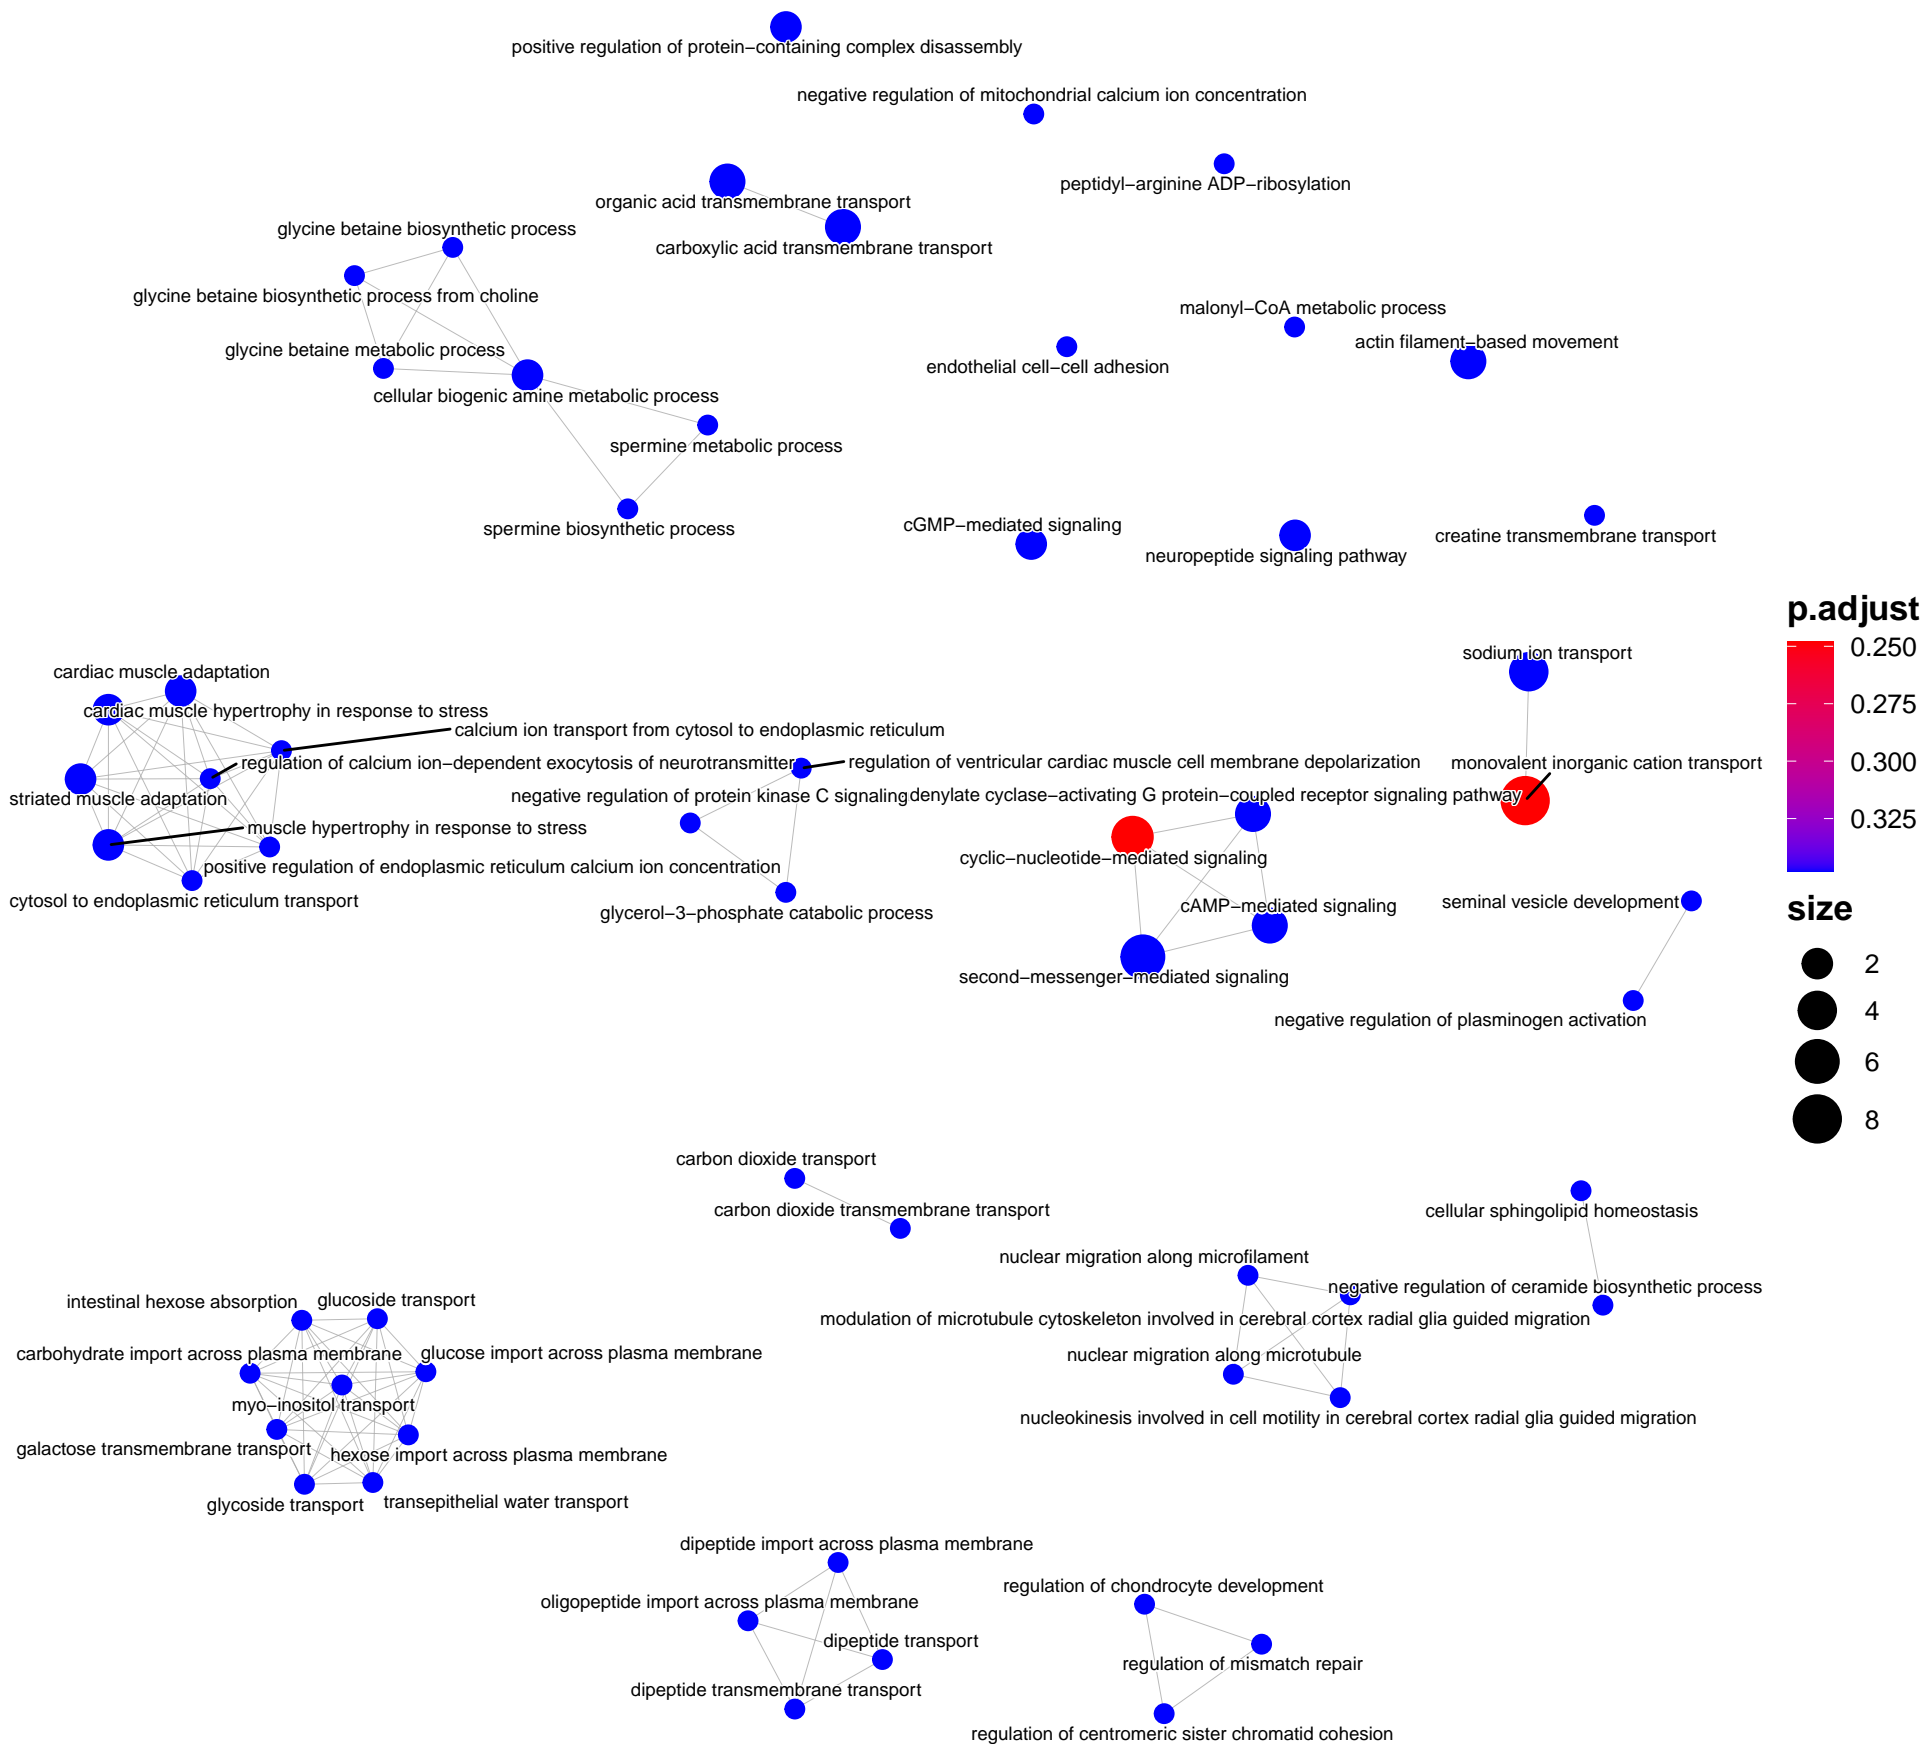 positive regulation of protein−containing complex disassembly
negative regulation of mitochondrial calcium ion concentration
peptidyl−arginine ADP−ribosylation
organic acid transmembrane transport
carboxylic acid transmembrane transport
glycine betaine biosynthetic process
glycine betaine biosynthetic process from choline
glycine betaine metabolic process
cellular biogenic amine metabolic process
spermine metabolic process
spermine biosynthetic process
malonyl−CoA metabolic process
actin filament−based movement
endothelial cell−cell adhesion
cGMP−mediated signaling
neuropeptide signaling pathway
creatine transmembrane transport
cardiac muscle adaptation
cardiac muscle hypertrophy in response to stress
calcium ion transport from cytosol to endoplasmic reticulum
regulation of calcium ion−dependent exocytosis of neurotransmitter
striated muscle adaptation
muscle hypertrophy in response to stress
positive regulation of endoplasmic reticulum calcium ion concentration
cytosol to endoplasmic reticulum transport
regulation of ventricular cardiac muscle cell membrane depolarization
negative regulation of protein kinase C signaling
glycerol−3−phosphate catabolic process
denylate cyclase−activating G protein−coupled receptor signaling pathway
cyclic−nucleotide−mediated signaling
cAMP−mediated signaling
second−messenger−mediated signaling
sodium ion transport
monovalent inorganic cation transport
seminal vesicle development
negative regulation of plasminogen activation
p.adjust
0.250
0.275
0.300
0.325
size
2
4
6
8
carbon dioxide transport
carbon dioxide transmembrane transport
cellular sphingolipid homeostasis
negative regulation of ceramide biosynthetic process
nuclear migration along microfilament
modulation of microtubule cytoskeleton involved in cerebral cortex radial glia guided migration
nuclear migration along microtubule
nucleokinesis involved in cell motility in cerebral cortex radial glia guided migration
intestinal hexose absorption
glucoside transport
carbohydrate import across plasma membrane
glucose import across plasma membrane
myo−inositol transport
galactose transmembrane transport
hexose import across plasma membrane
glycoside transport
transepithelial water transport
dipeptide import across plasma membrane
oligopeptide import across plasma membrane
dipeptide transport
dipeptide transmembrane transport
regulation of chondrocyte development
regulation of mismatch repair
regulation of centromeric sister chromatid cohesion